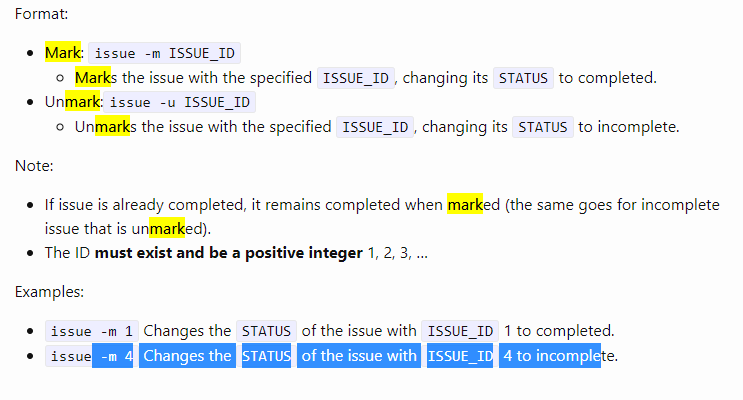 Format:
Mark: issue -m ISSUE_ID
Marks the issue with the specified ISSUE_ID, changing its STATUS to completed.
Unmark: issue -u ISSUE_ID
Unmarks the issue with the specified ISSUE_ID, changing its STATUS to incomplete.
Note:
If issue is already completed, it remains completed when marked (the same goes for incomplete
issue that is unmarked).
The ID must exist and be a positive integer 1, 2, 3, ...
Examples:
issue -m 1 Changes the STATUS of the issue with ISSUE_ID 1 to completed.
issue -m 4 Changes the STATUS of the issue with ISSUE_ID 4 to incomplete.